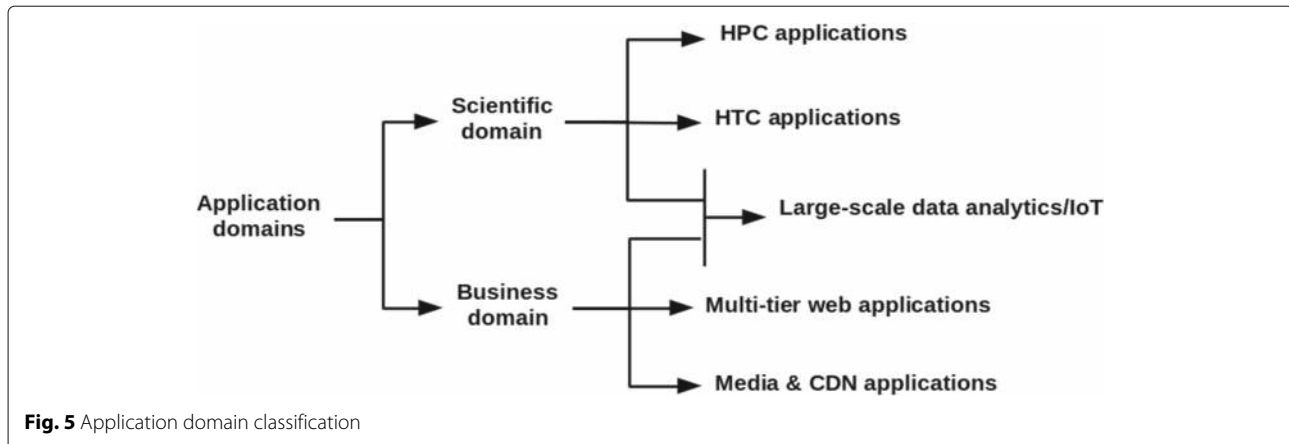 HPC applications
Scientific
domain
HTC applications
Application
domains
Large-scale data analytics/IoT
Business
domain
Multi-tier web applications
Media & CDN applications
Fig. 5 Application domain classification